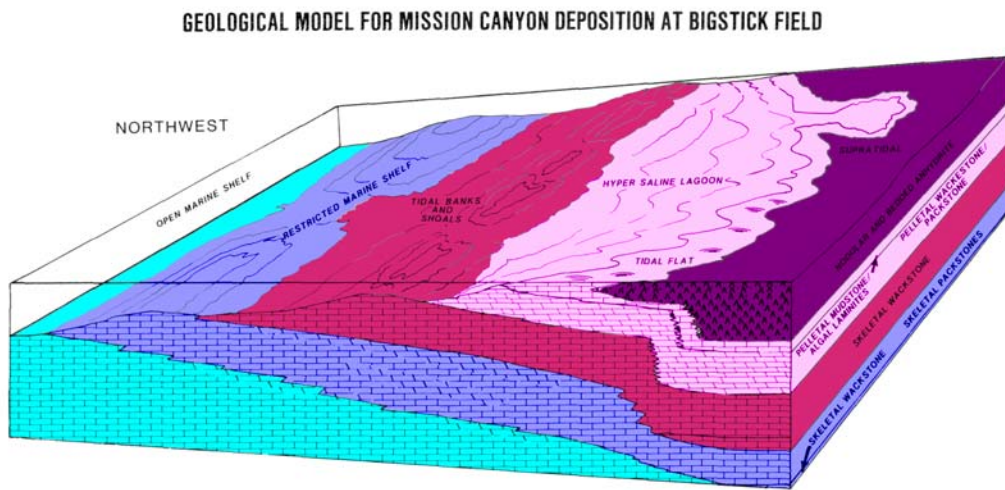 GEOLOGICAL MODEL FOR MISSION CANYON DEPOSITION AT BIGSTICK FIELD
NORTHWEST
OPEN MARINE SHELF
RESTRICTED MARINE SHELF
TIDAL BANKS
AND
SHOALS
HYPER SALINE LAGOON
TIDAL FLAT
SUPRATIDAL
NODULAR AND BEDDED ANHYDRITE
PELLETAL WACKESTONE/
PACKSTONE
PELLETAL MUDSTONE/
ALGAL LAMINITES
SKELETAL WACKSTONE
SKELETAL PACKSTONES
SKELETAL WACKSTONE